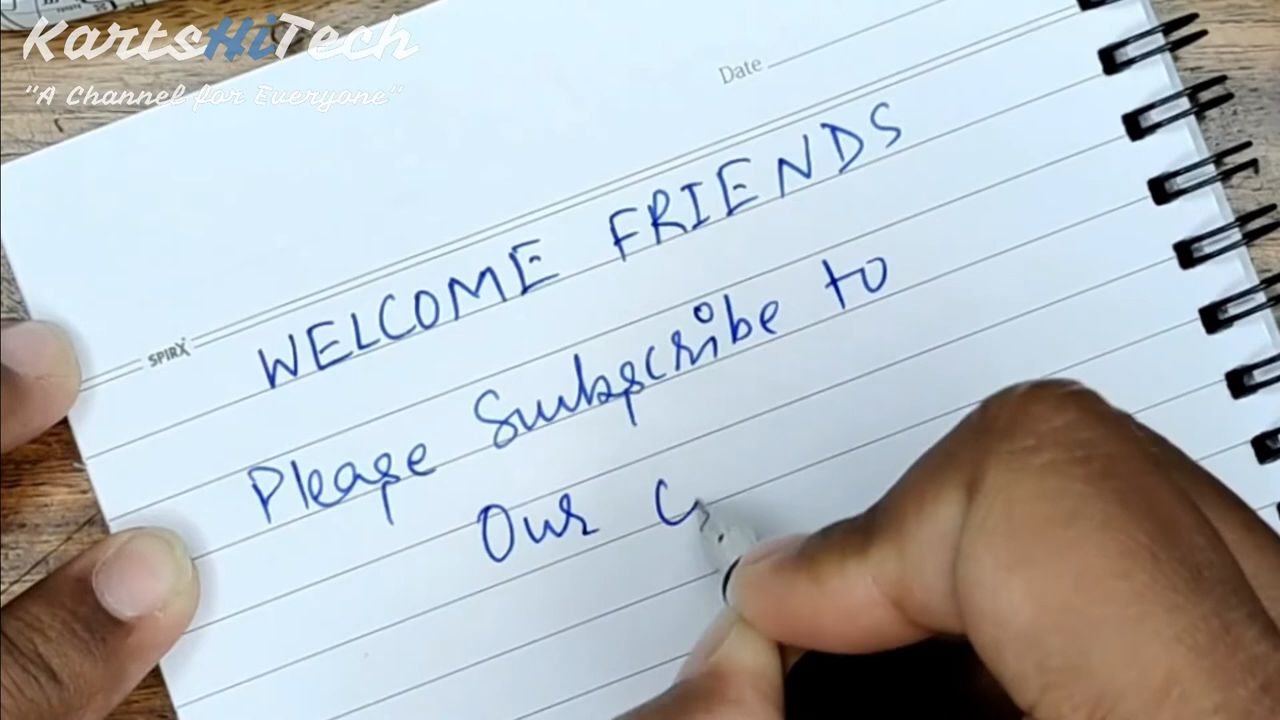 KartsHiTech
"A Channel for Everyone"
Date
SPIRX
WELCOME FRIENDS
Please Subscribe to
Our C